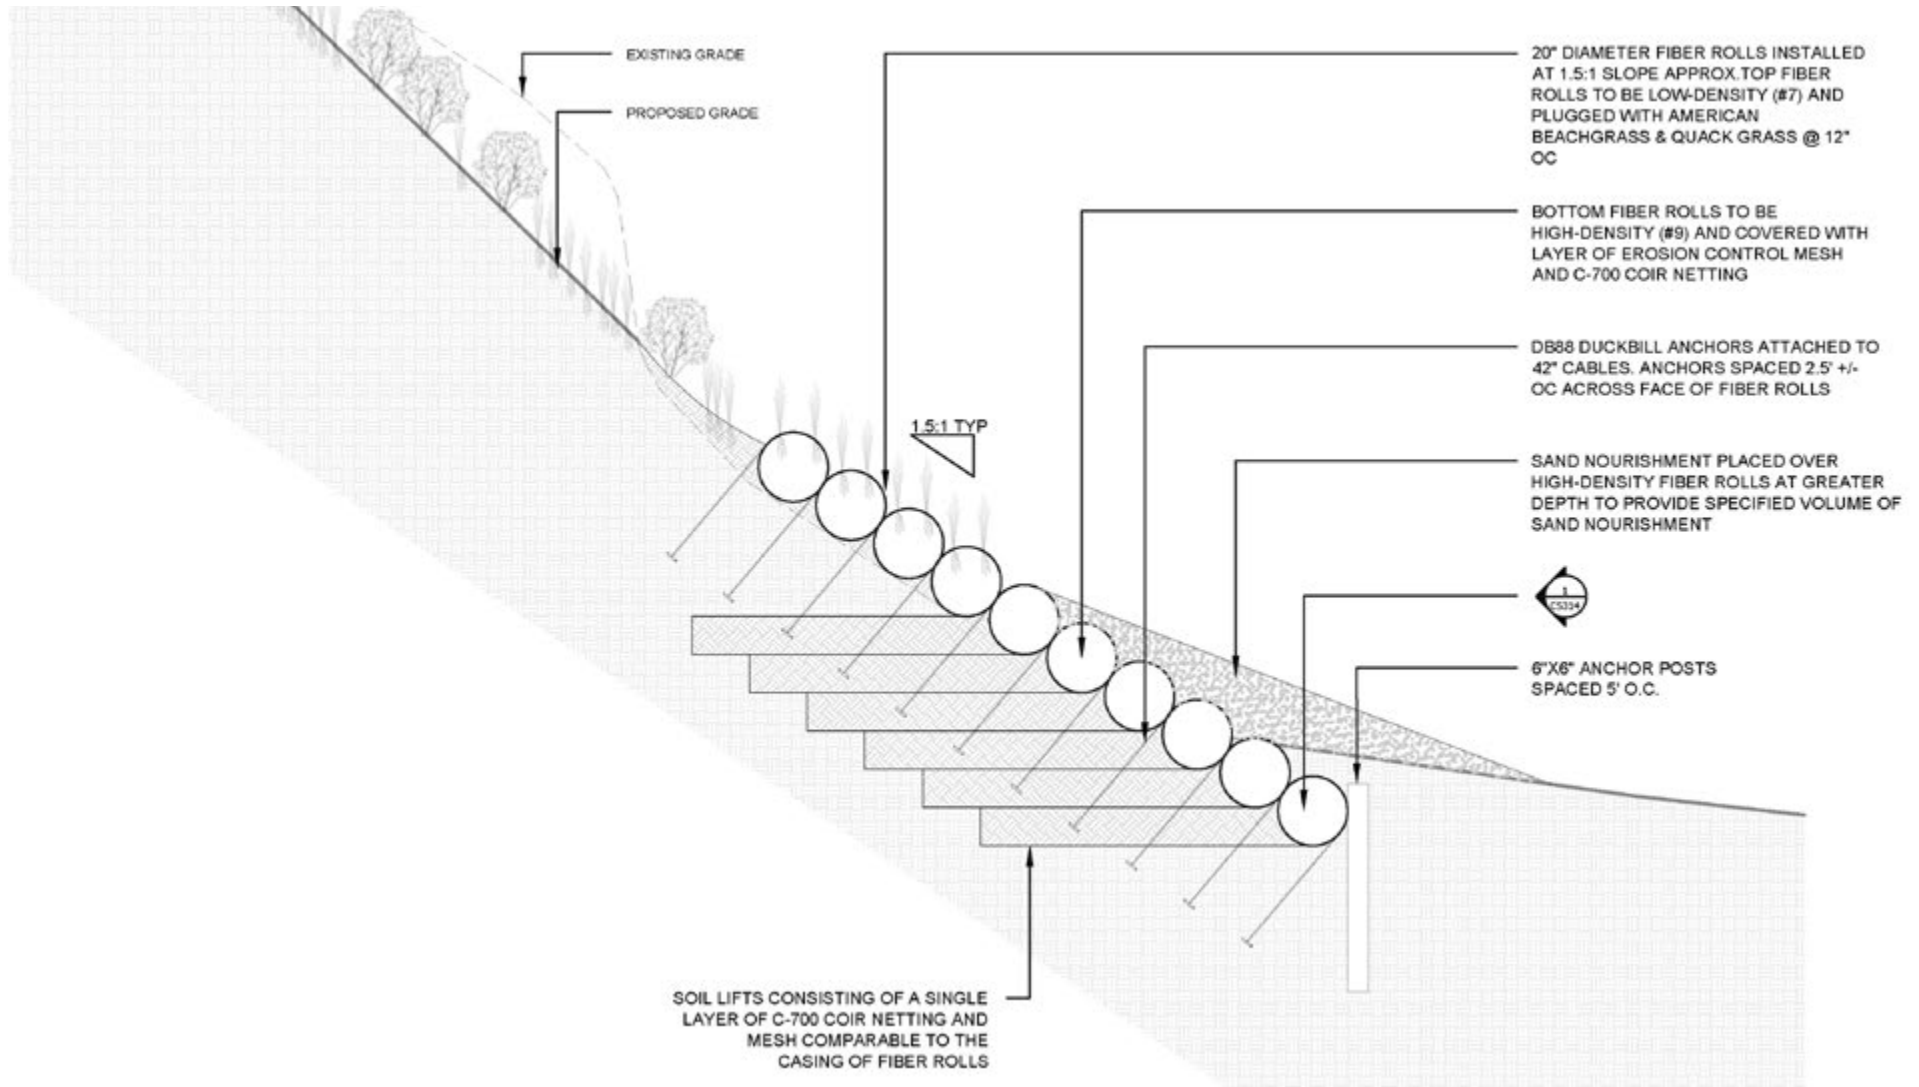 EXISTING GRADE
PROPOSED GRADE
20" DIAMETER FIBER ROLLS INSTALLED
AT 1.5:1 SLOPE APPROX.TOP FIBER
ROLLS TO BE LOW-DENSITY (#7) AND
PLUGGED WITH AMERICAN
BEACHGRASS & QUACK GRASS @ 12"
OC
BOTTOM FIBER ROLLS TO BE
HIGH-DENSITY (#9) AND COVERED WITH
LAYER OF EROSION CONTROL MESH
AND C-700 COIR NETTING
DB88 DUCKBILL ANCHORS ATTACHED TO
42" CABLES. ANCHORS SPACED 2.5' +/-
OC ACROSS FACE OF FIBER ROLLS
1.5:1 TYP
SAND NOURISHMENT PLACED OVER
HIGH-DENSITY FIBER ROLLS AT GREATER
DEPTH TO PROVIDE SPECIFIED VOLUME OF
SAND NOURISHMENT
1
6"X6" ANCHOR POSTS
SPACED 5' O.C.
SOIL LIFTS CONSISTING OF A SINGLE
LAYER OF C-700 COIR NETTING AND
MESH COMPARABLE TO THE
CASING OF FIBER ROLLS